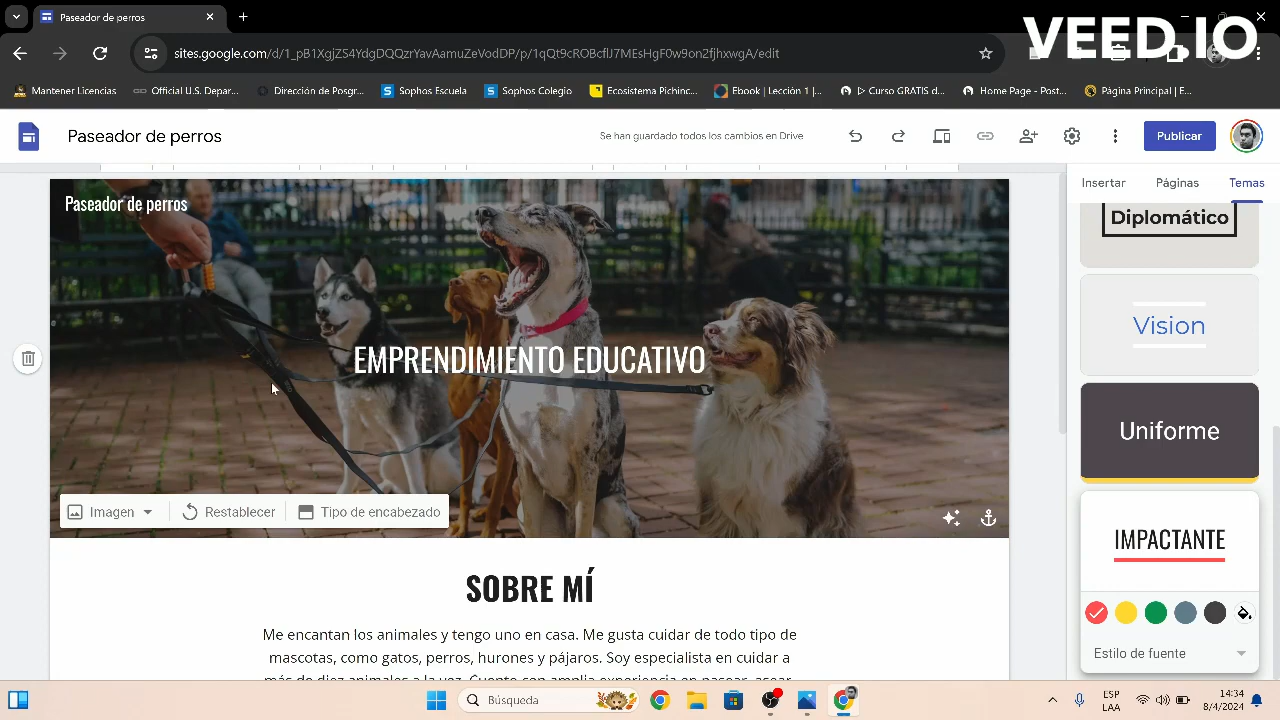 Paseador de perros
VEED.IO
sites.google.com/d/1_pB1XgjZS4YdgDQQxPzvAamuZeVodDP/p/1qOf9cROBcflJ7MEsHgF0w8on2fjhxwgA/edit
Mantener Licencias
Official U.S. Depar...
Dirección de Posgr...
Sophos Escuela
Sophos Colegio
Ecosistema Pichinc...
Ebook | Lección 1 |...
▷ Curso GRATIS d...
Home Page - Post...
Página Principal | E...
Paseador de perros
Se han guardado todos los cambios en Drive
Publicar
Insertar
Páginas
Temas
Paseador de perros
EMPRENDIMIENTO EDUCATIVO
Imagen
Restablecer
Tipo de encabezado
SOBRE MÍ
Me encantan los animales y tengo uno en casa. Me gusta cuidar de todo tipo de
mascotas, como gatos, perros, hurones y pájaros. Soy especialista en cuidar a
Diplomático
Vision
Uniforme
IMPACTANTE
Estilo de fuente
Búsqueda
ESP
LAA
14:34
8/4/2024